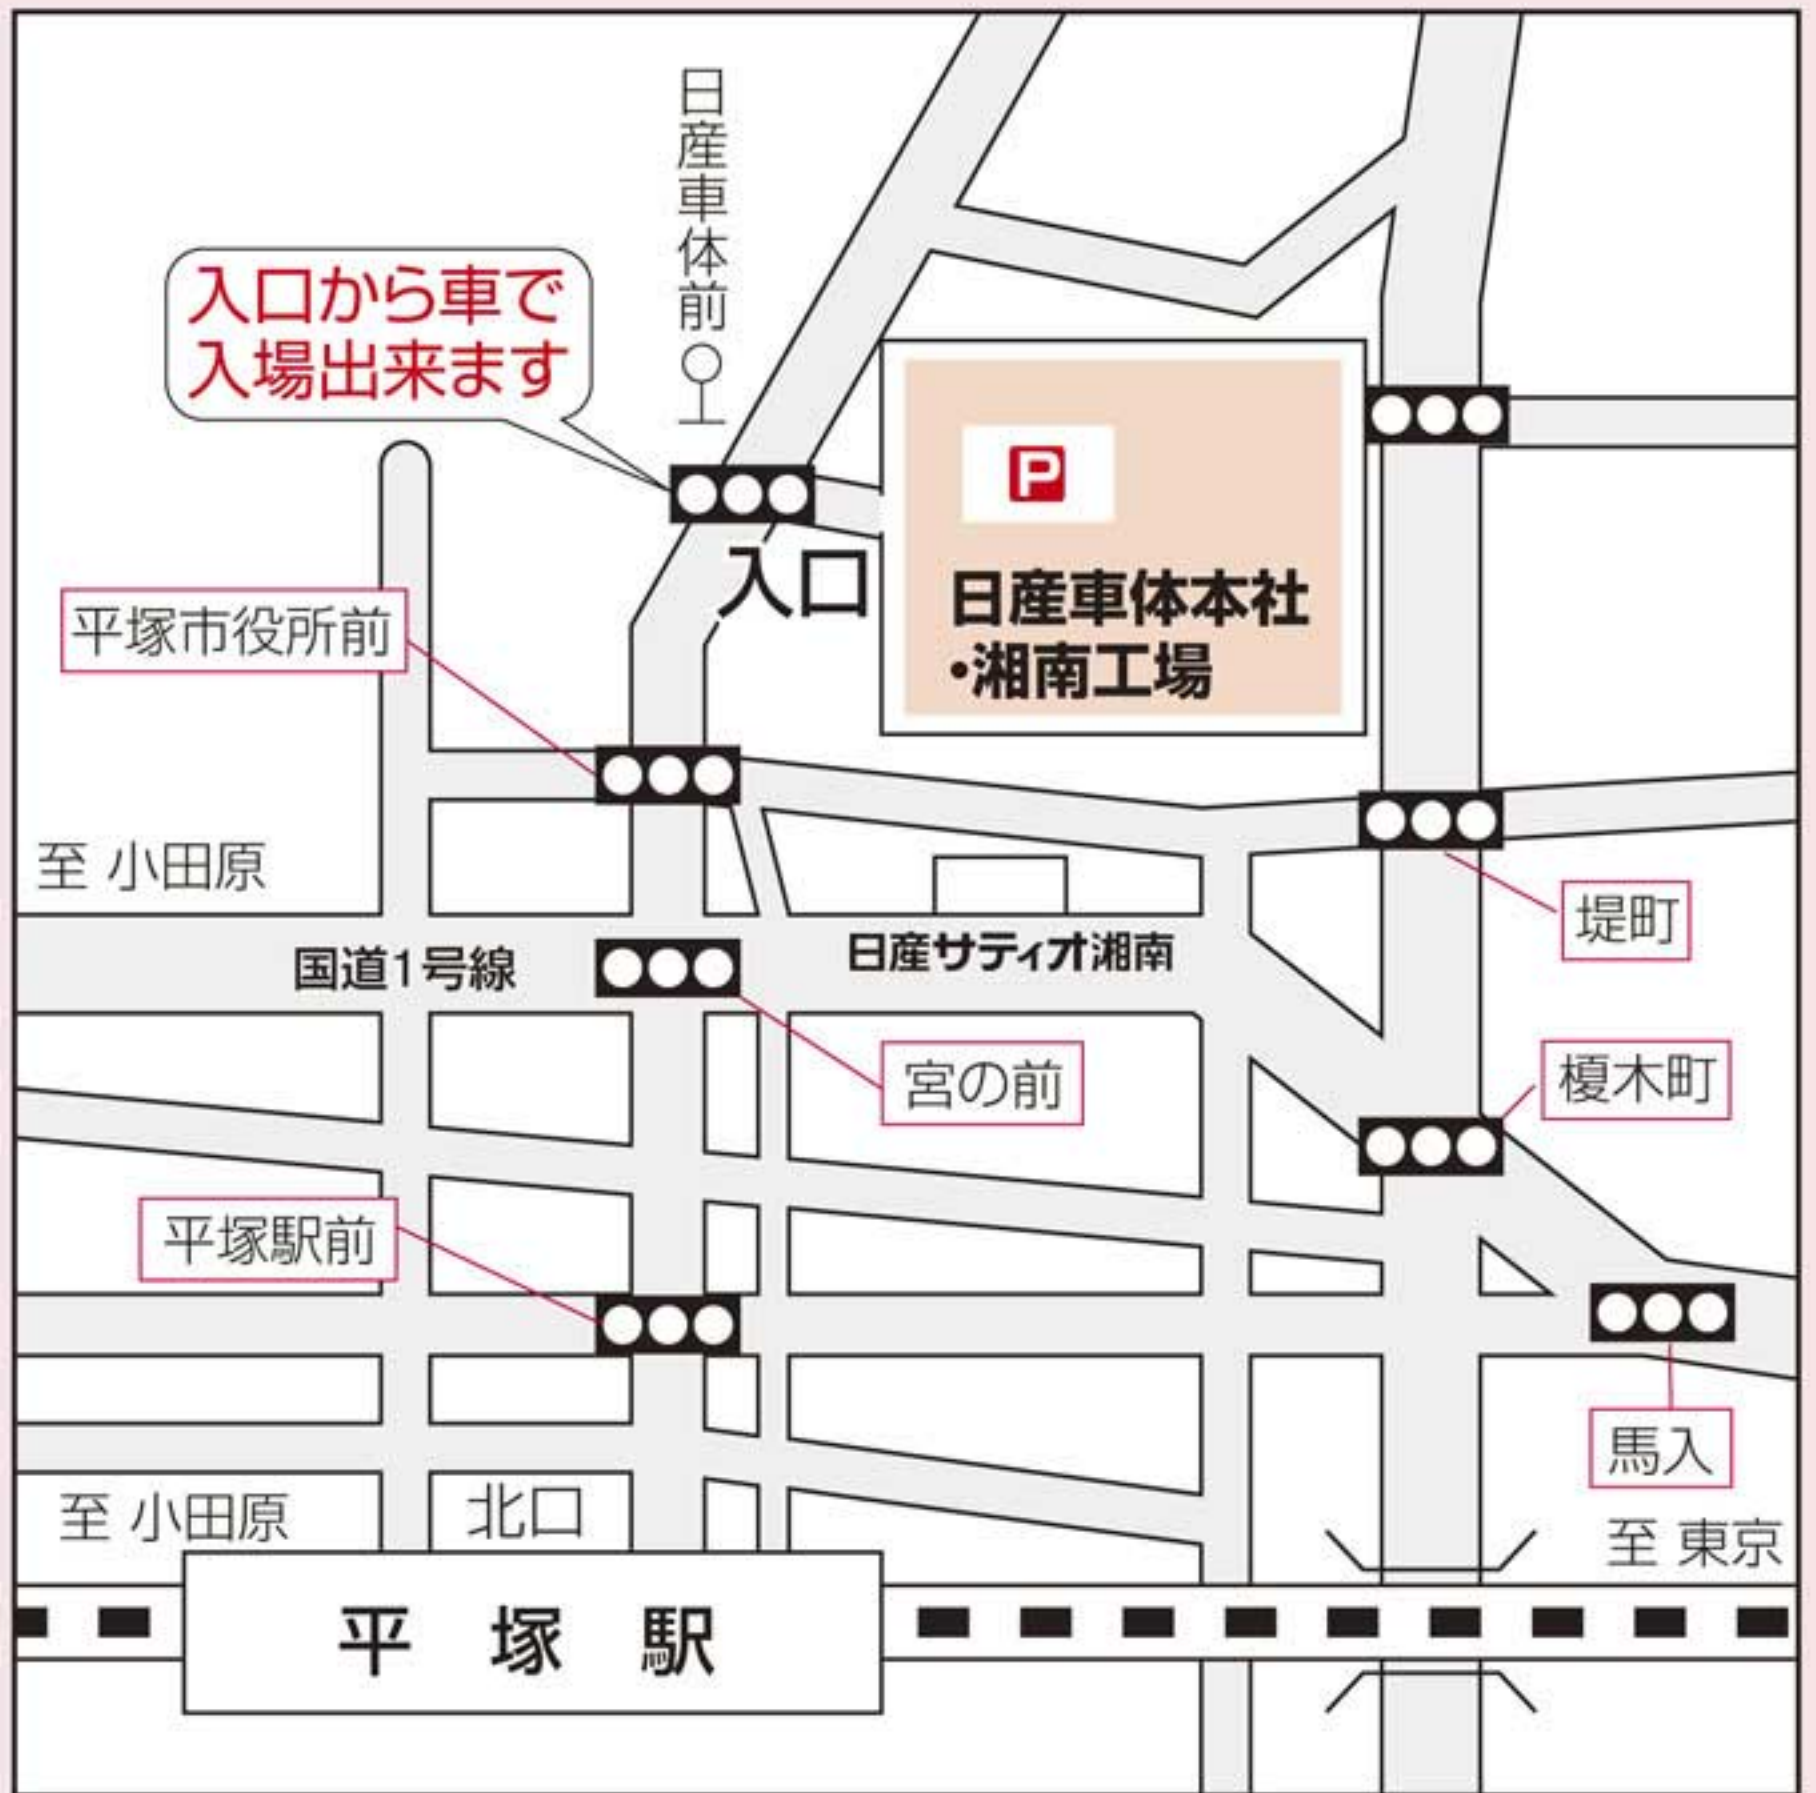 日産車体前
入口から車で
入場出来ます
P
入口
日産車体本社
・湘南工場
平塚市役所前
至 小田原
堤町
国道1号線
日産サティオ湘南
宮の前
榎木町
平塚駅前
馬入
至 小田原
北口
至 東京
平 塚 駅